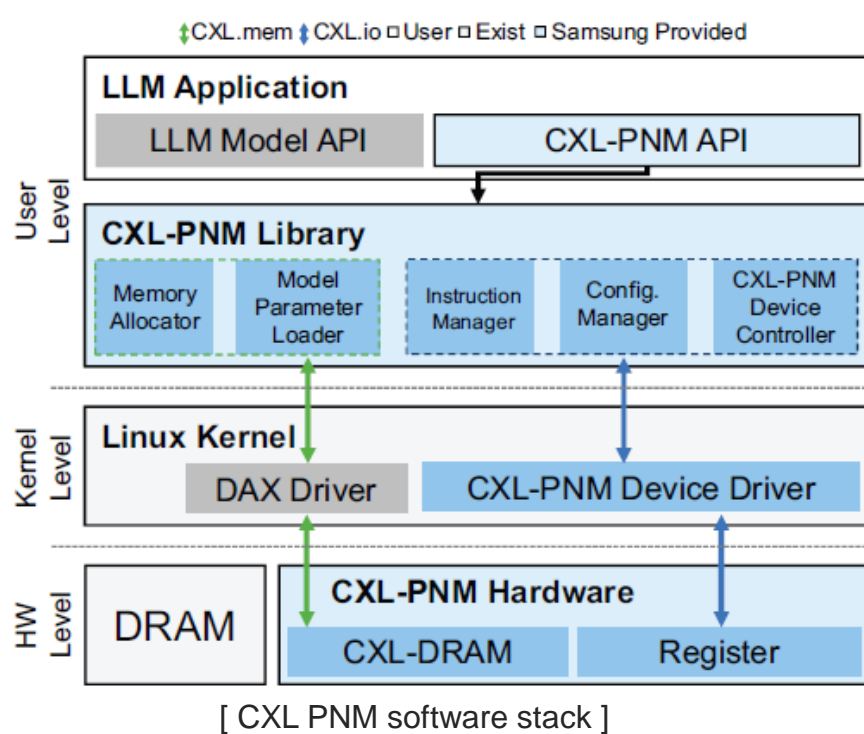 CXL.mem CXL.io User Exist Samsung Provided
LLM Application
LLM Model API
CXL-PNM API
User
Level
CXL-PNM Library
Memory
Allocator
Model
Parameter
Loader
Instruction
Manager
Config.
Manager
CXL-PNM
Device
Controller
Kernel
Level
Linux Kernel
DAX Driver
CXL-PNM Device Driver
HW
Level
DRAM
CXL-PNM Hardware
CXL-DRAM
Register
[ CXL PNM software stack ]